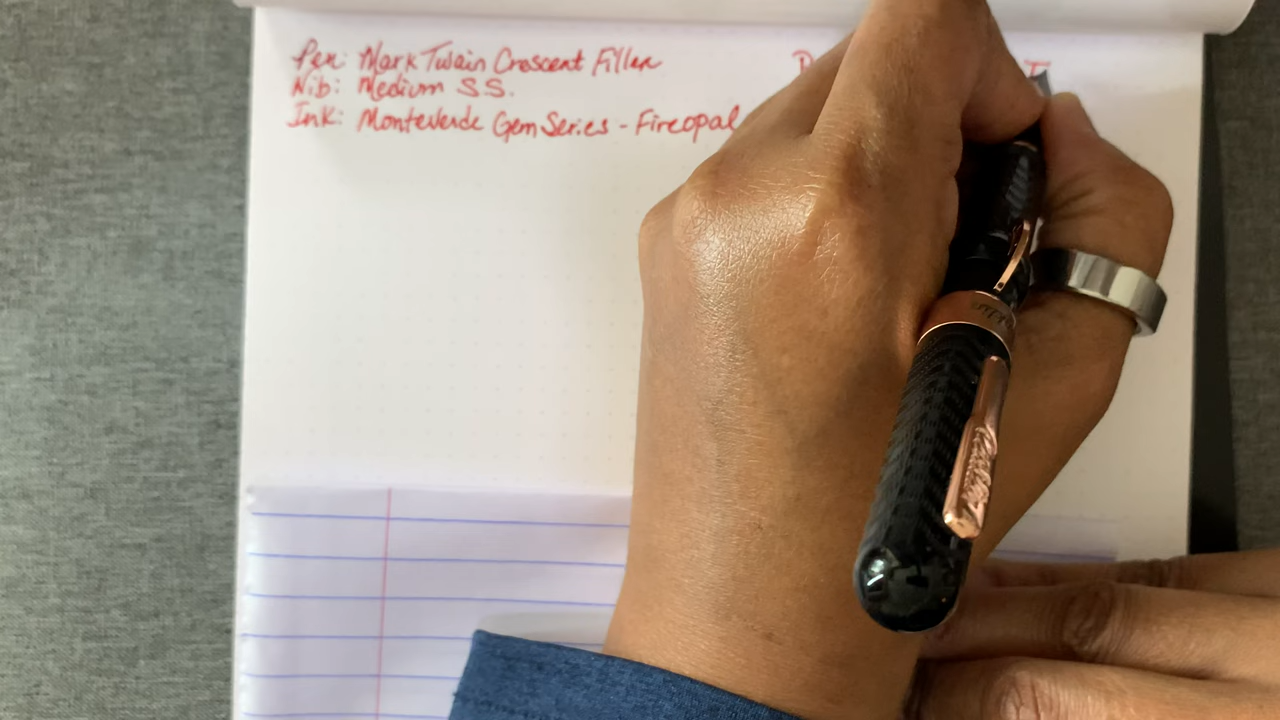 Pen: Mark Twain Crescent Filler
Nib: Medium S.S.
Ink: Monteverde Gem Series - Fireopal